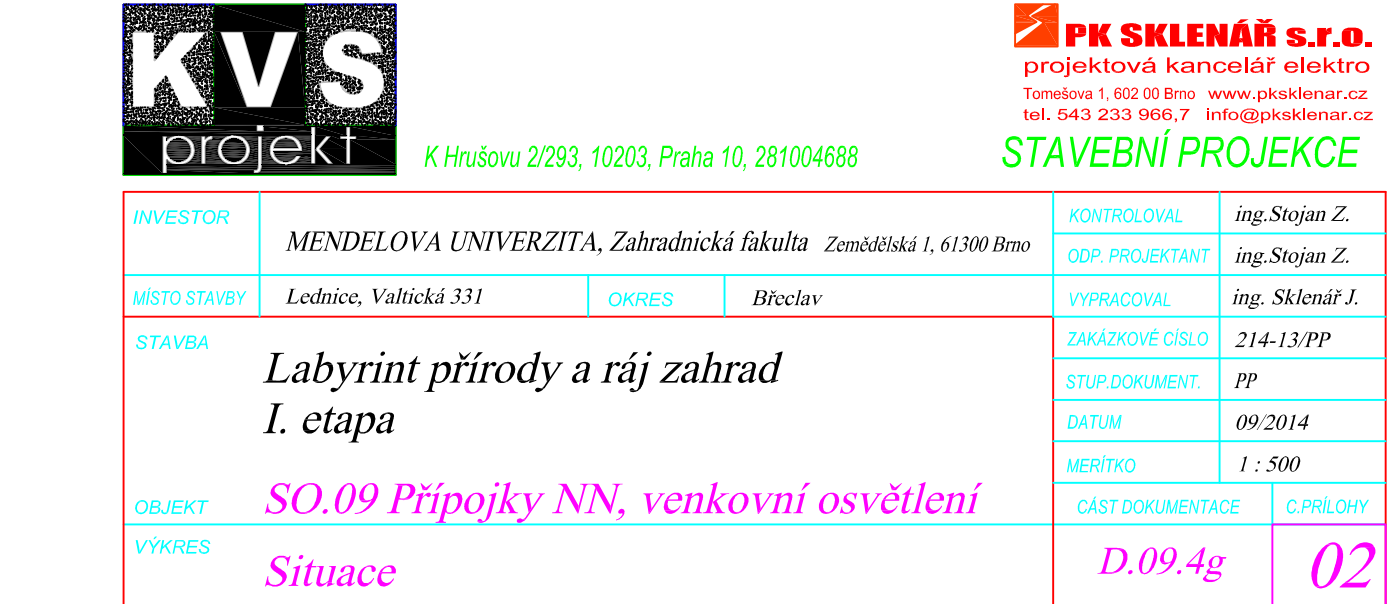 KVS
projekt
K Hrušovu 2/293, 10203, Praha 10, 281004688
PK SKLENÁŘ s.r.o.
projektová kancelář elektro
Tomešova 1, 602 00 Brno www.pksklenar.cz
tel. 543 233 966,7 info@pksklenar.cz
STAVEBNÍ PROJEKCE
INVESTOR
MENDELOVA UNIVERZITA, Zahradnická fakulta Zemědělská 1, 61300 Brno
KONTROLOVAL ing.Stojan Z.
ODP. PROJEKTANT ing.Stojan Z.
MÍSTO STAVBY Lednice, Valtická 331 OKRES Břeclav
VYPRACOVAL ing. Sklenář J.
STAVBA
Labyrint přírody a ráj zahrad
I. etapa
ZAKÁZKOVÉ CÍSLO 214-13/PP
STUP.DOKUMENT. PP
DATUM 09/2014
MERÍTKO 1 : 500
OBJEKT SO.09 Přípojky NN, venkovní osvětlení
CÁST DOKUMENTACE C.PRÍLOHY
VÝKRES Situace
D.09.4g 02